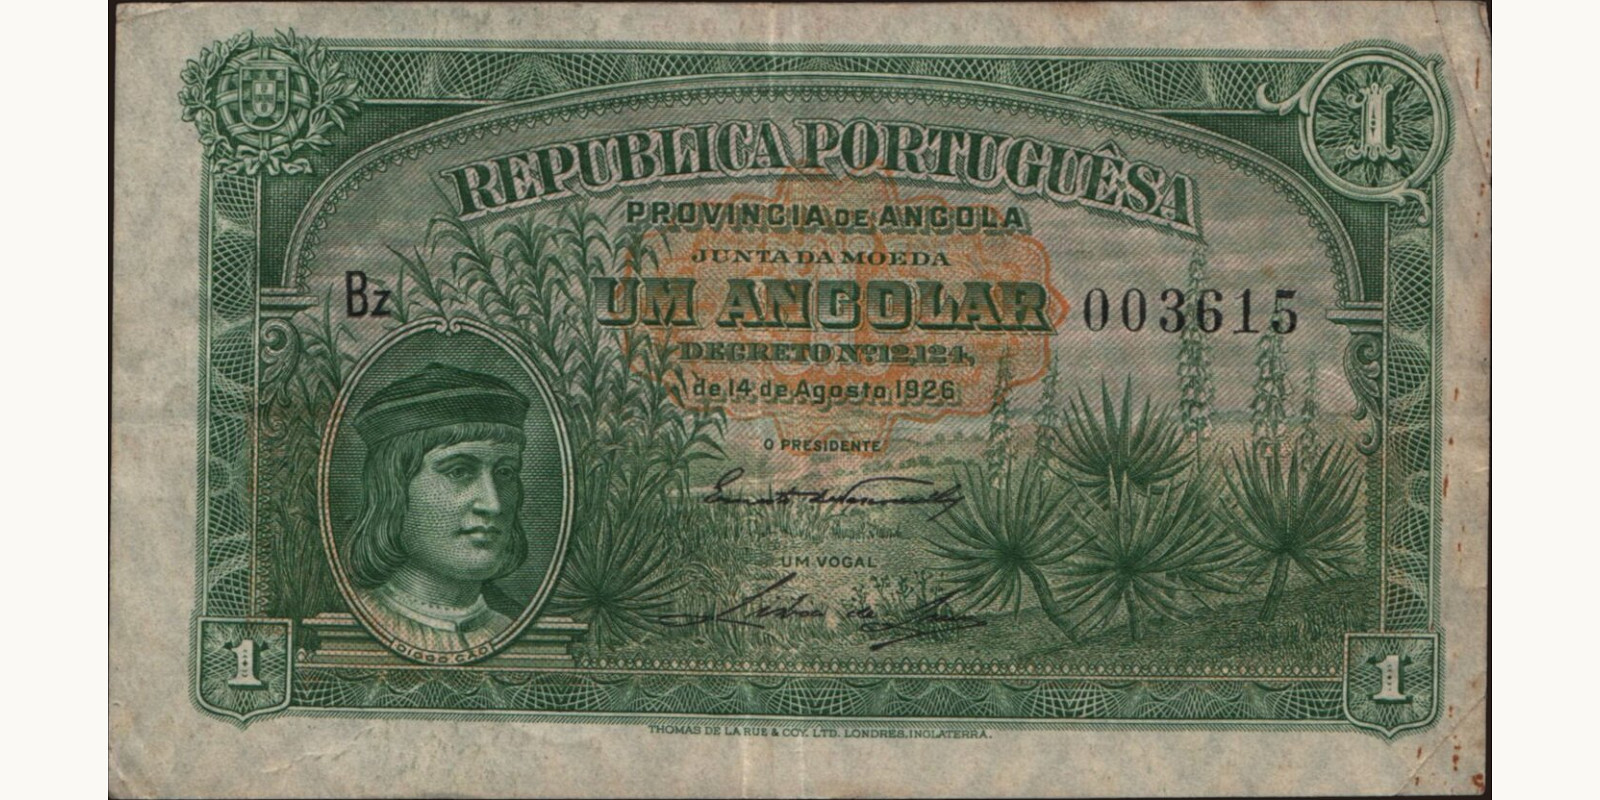 1
REPUBLICA PORTUGUÊSA
PROVINCIA DE ANGOLA
JUNTA DA MOEDA
Bz
UM ANGOLAR
003615
DECRETO Nº 12,124,
de 14 de Agosto 1926
O PRESIDENTE
UM VOGAL
DIOGO CÃO
1
1
THOMAS DE LA RUE & COY. LTD. LONDRES, INGLATERRA.